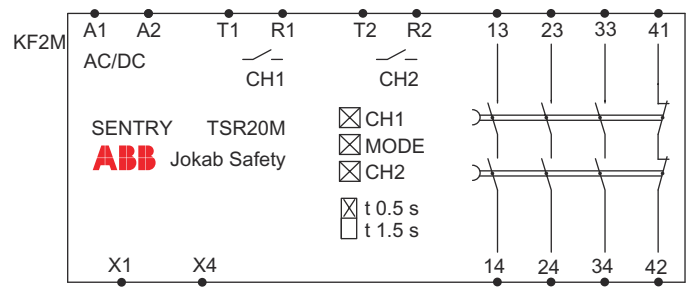 KF2M
A1 A2 T1 R1 T2 R2 13 23 33 41
AC/DC CH1 CH2
CH1
SENTRY TSR20M
MODE
ABB Jokab Safety
CH2
t 0.5 s
t 1.5 s
X1 X4 14 24 34 42